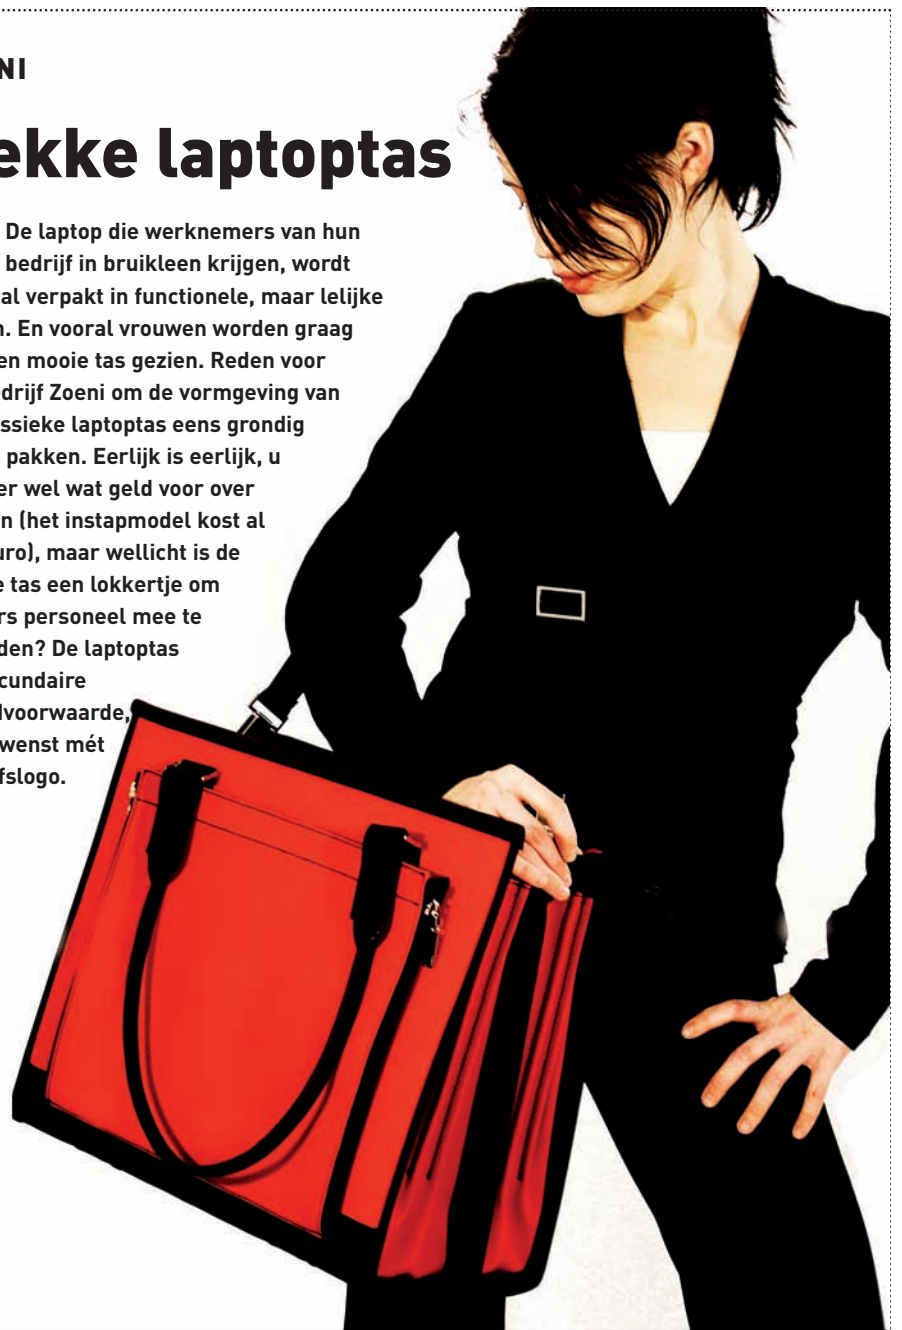 NI
ekke laptoptas
De laptop die werknemers van hun
bedrijf in bruikleen krijgen, wordt
al verpakt in functionele, maar lelijke
n. En vooral vrouwen worden graag
en mooie tas gezien. Reden voor
drijf Zoeni om de vormgeving van
ssieke laptoptas eens grondig
pakken. Eerlijk is eerlijk, u
er wel wat geld voor over
n (het instapmodel kost al
uro), maar wellicht is de
e tas een lokkertje om
rs personeel mee te
den? De laptoptas
cundaire
dvoorwaarde,
wenst mét
fslogo.